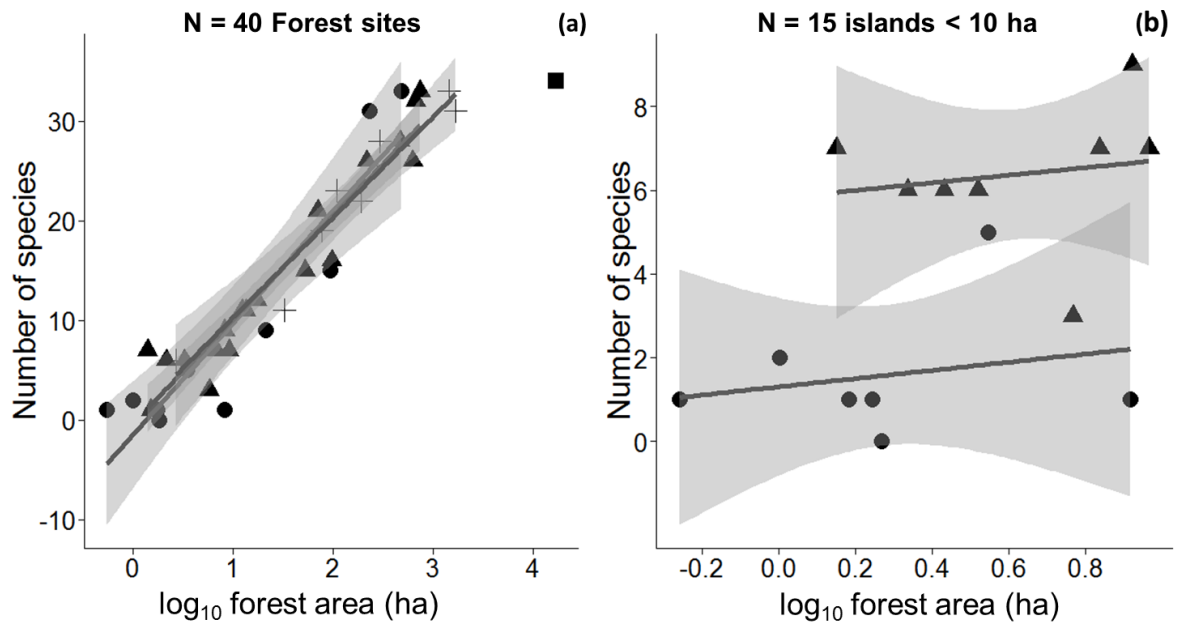 N = 40 Forest sites
(a)
Number of species
30
20
10
0
-10
0 1 2 3 4
log₁₀ forest area (ha)
N = 15 islands < 10 ha
(b)
Number of species
8
6
4
2
0
-0.2 0.0 0.2 0.4 0.6 0.8
log₁₀ forest area (ha)